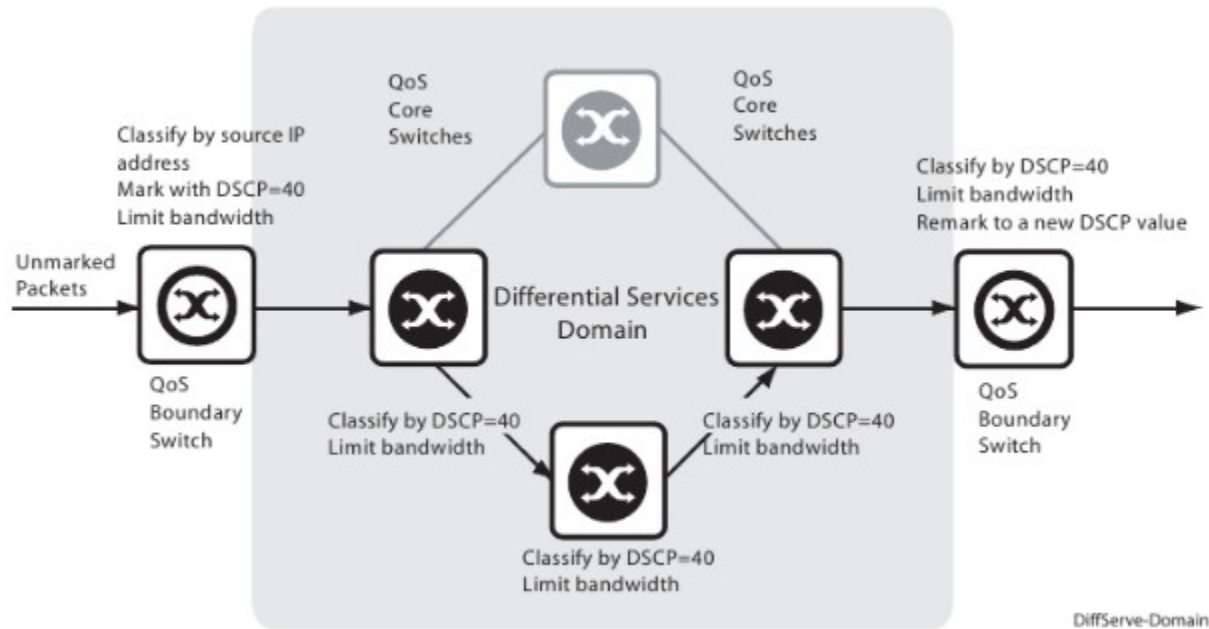 QoS
Core
Switches
QoS
Core
Switches
Classify by source IP
address
Mark with DSCP=40
Limit bandwidth
Classify by DSCP=40
Limit bandwidth
Remark to a new DSCP value
Unmarked
Packets
Differential Services
Domain
QoS
Boundary
Switch
Classify by DSCP=40
Limit bandwidth
Classify by DSCP=40
Limit bandwidth
QoS
Boundary
Switch
Classify by DSCP=40
Limit bandwidth
DiffServe-Domain